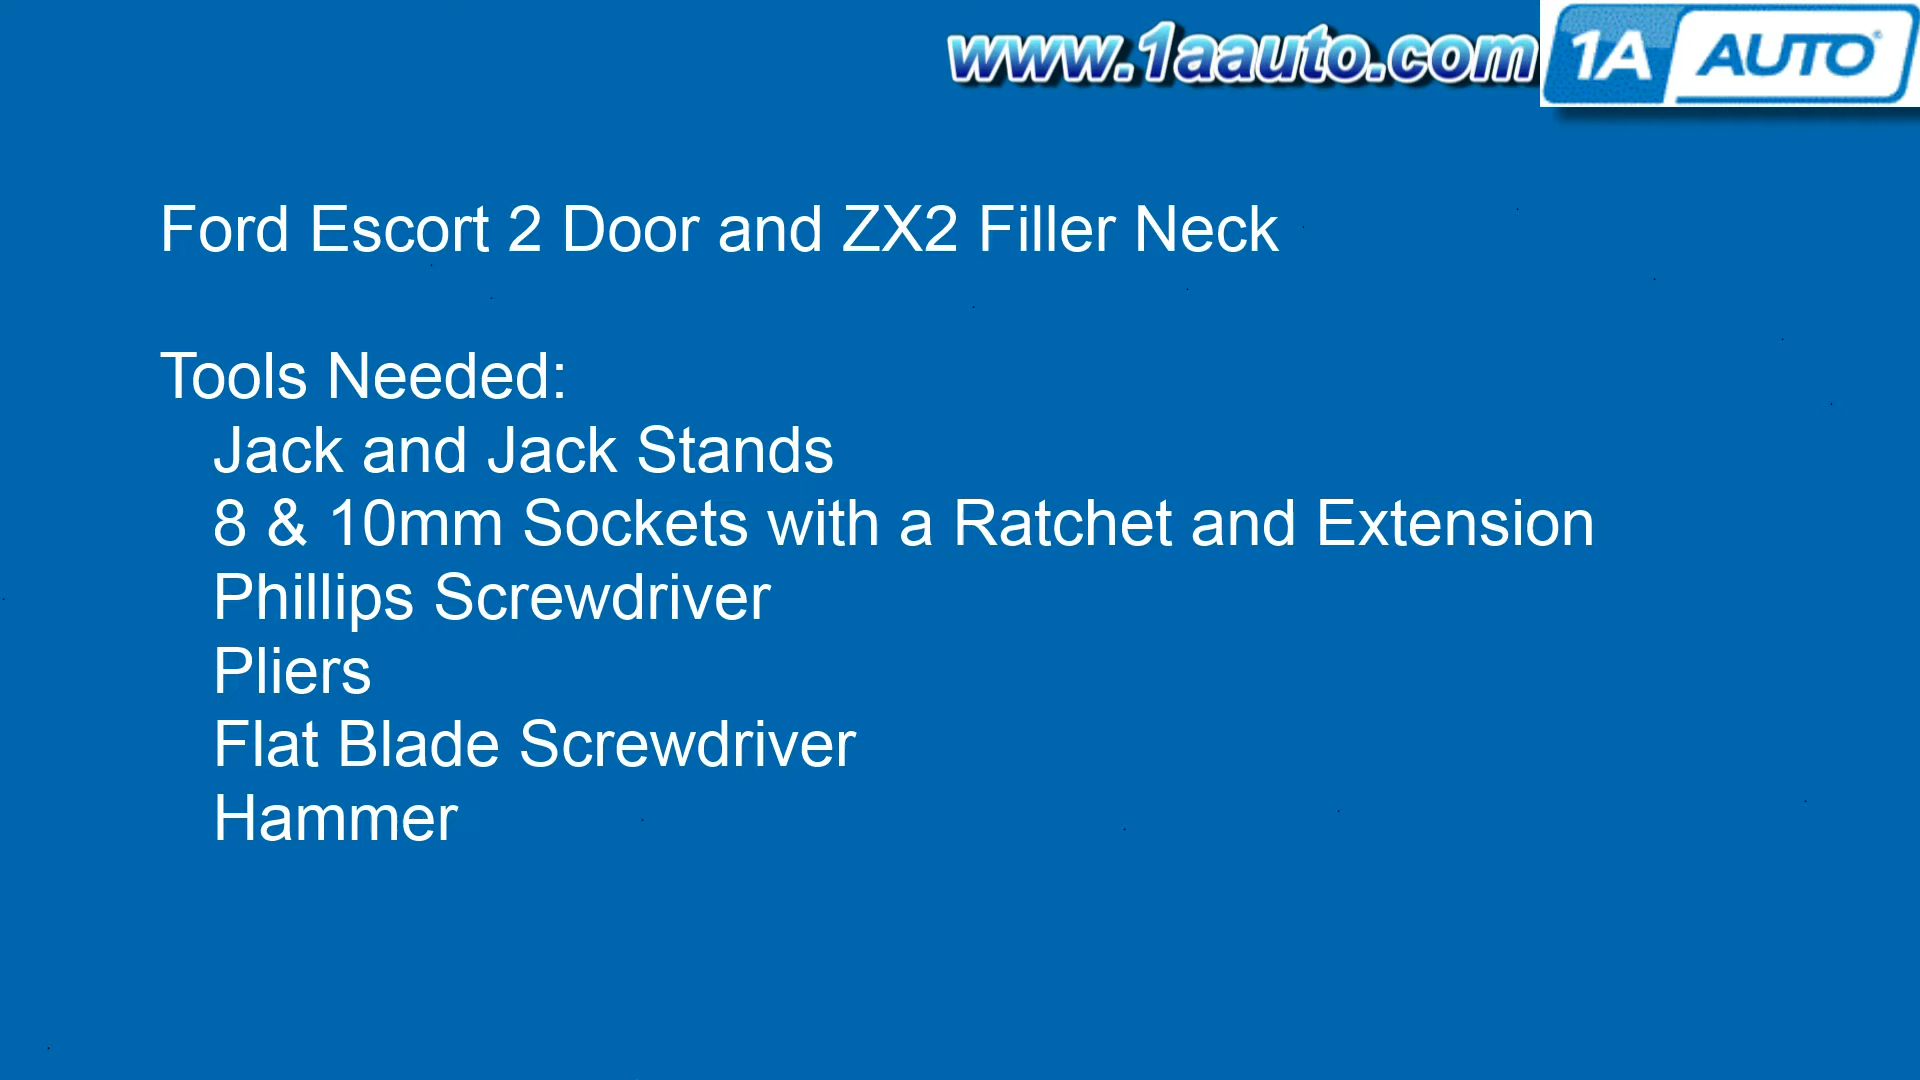 www.1aauto.com 1A AUTO
Ford Escort 2 Door and ZX2 Filler Neck
Tools Needed:
Jack and Jack Stands
8 & 10mm Sockets with a Ratchet and Extension
Phillips Screwdriver
Pliers
Flat Blade Screwdriver
Hammer